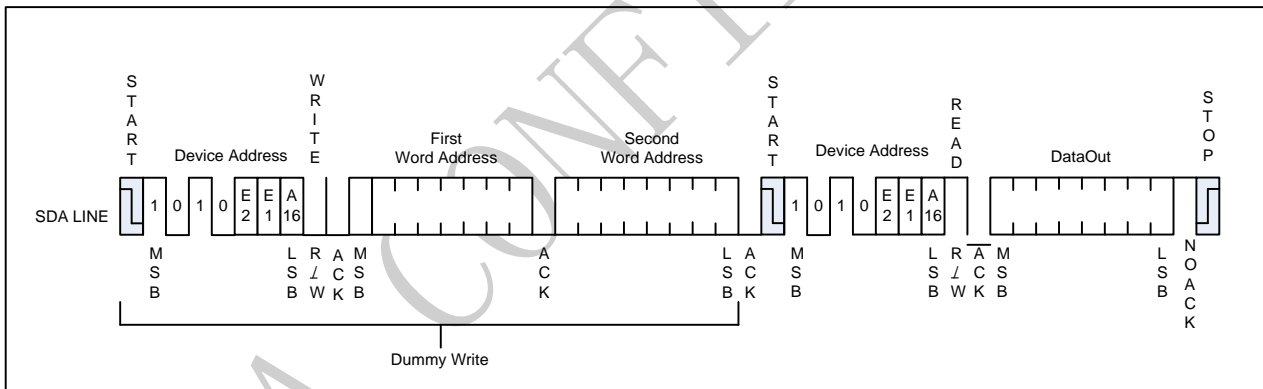 CONFI
A
START
WRITE
START
READ
STOP
Device Address
First
Word Address
Second
Word Address
Device Address
DataOut
SDA LINE
1 0 1 0 E2 E1 A16
1 0 1 0 E2 E1 A16
MSB
LSB
R/W
ACK
MSB
ACK
LSB
ACK
MSB
LSB
R/W
ACK
MSB
LSB
NOACK
Dummy Write